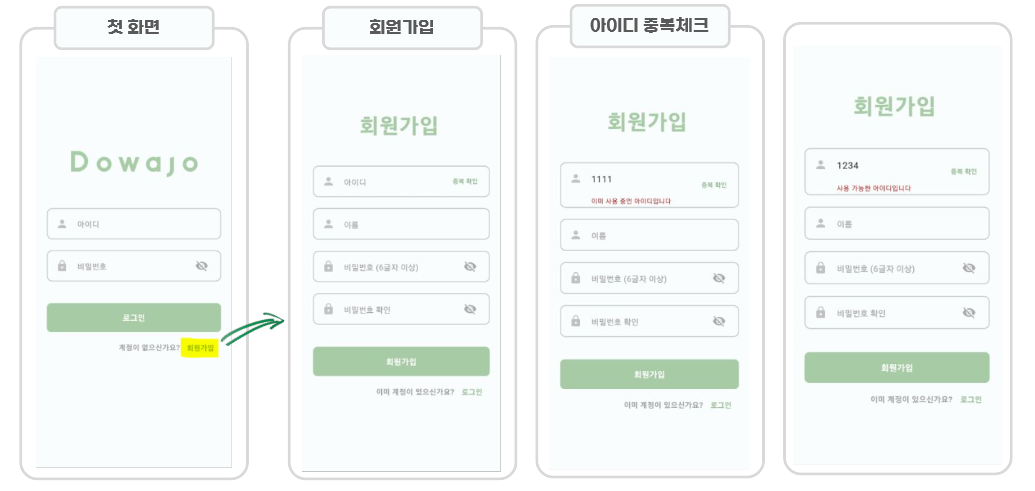 첫 화면
Dowajo
아이디
비밀번호
로그인
계정이 없으신가요? 회원가입
회원가입
회원가입
아이디 중복 확인
이름
비밀번호 (6글자 이상)
비밀번호 확인
회원가입
이미 계정이 있으신가요? 로그인
아이디 중복체크
회원가입
1111
중복 확인
이미 사용 중인 아이디입니다
이름
비밀번호 (6글자 이상)
비밀번호 확인
회원가입
이미 계정이 있으신가요? 로그인
회원가입
1234
중복 확인
사용 가능한 아이디입니다
이름
비밀번호 (6글자 이상)
비밀번호 확인
회원가입
이미 계정이 있으신가요? 로그인